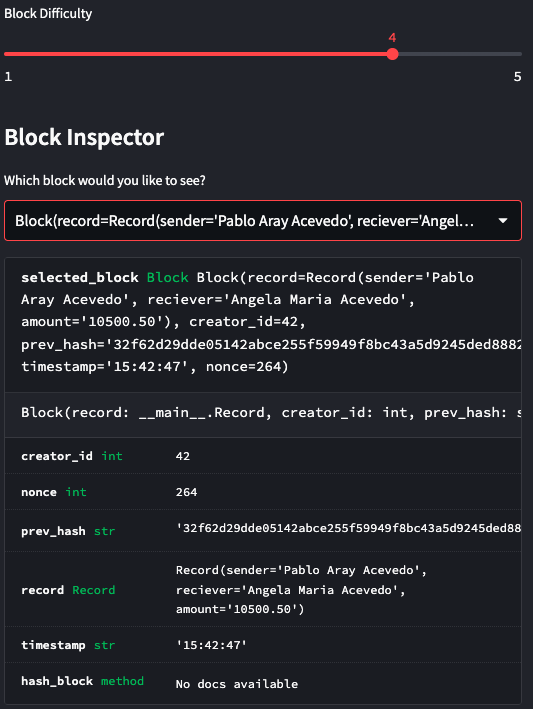 Block Difficulty
4
1 5
Block Inspector
Which block would you like to see?
Block(record=Record(sender='Pablo Aray Acevedo', reciever='Angel...
selected_block Block Block(record=Record(sender='Pablo
Aray Acevedo', reciever='Angela Maria Acevedo',
amount='10500.50'), creator_id=42,
prev_hash='32f62d29dde05142abce255f59949f8bc43a5d9245ded8882
timestamp='15:42:47', nonce=264)
Block(record: __main__.Record, creator_id: int, prev_hash: s
creator_id int 42
nonce int 264
prev_hash str '32f62d29dde05142abce255f59949f8bc43a5d9245ded88
record Record Record(sender='Pablo Aray Acevedo',
reciever='Angela Maria Acevedo',
amount='10500.50')
timestamp str '15:42:47'
hash_block method No docs available